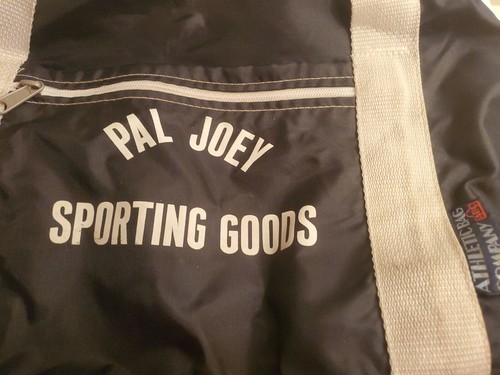 PAL JOEY
SPORTING GOODS
ATHLETIC BAG
COMPANY